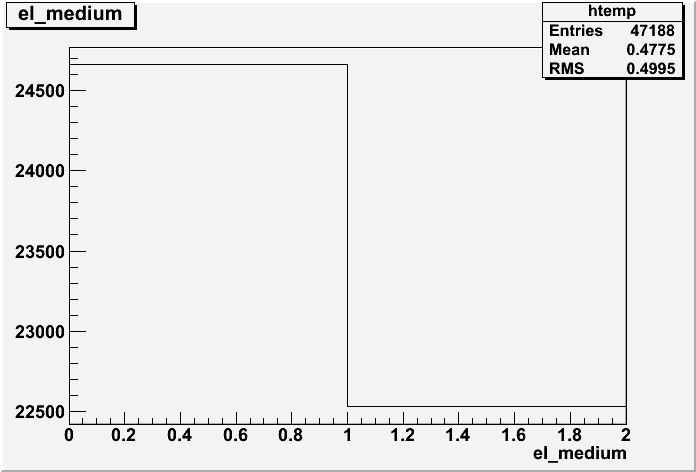 el_medium
htemp
Entries 47188
Mean 0.4775
RMS 0.4995
24500
24000
23500
23000
22500
0 0.2 0.4 0.6 0.8 1 1.2 1.4 1.6 1.8 2
el_medium